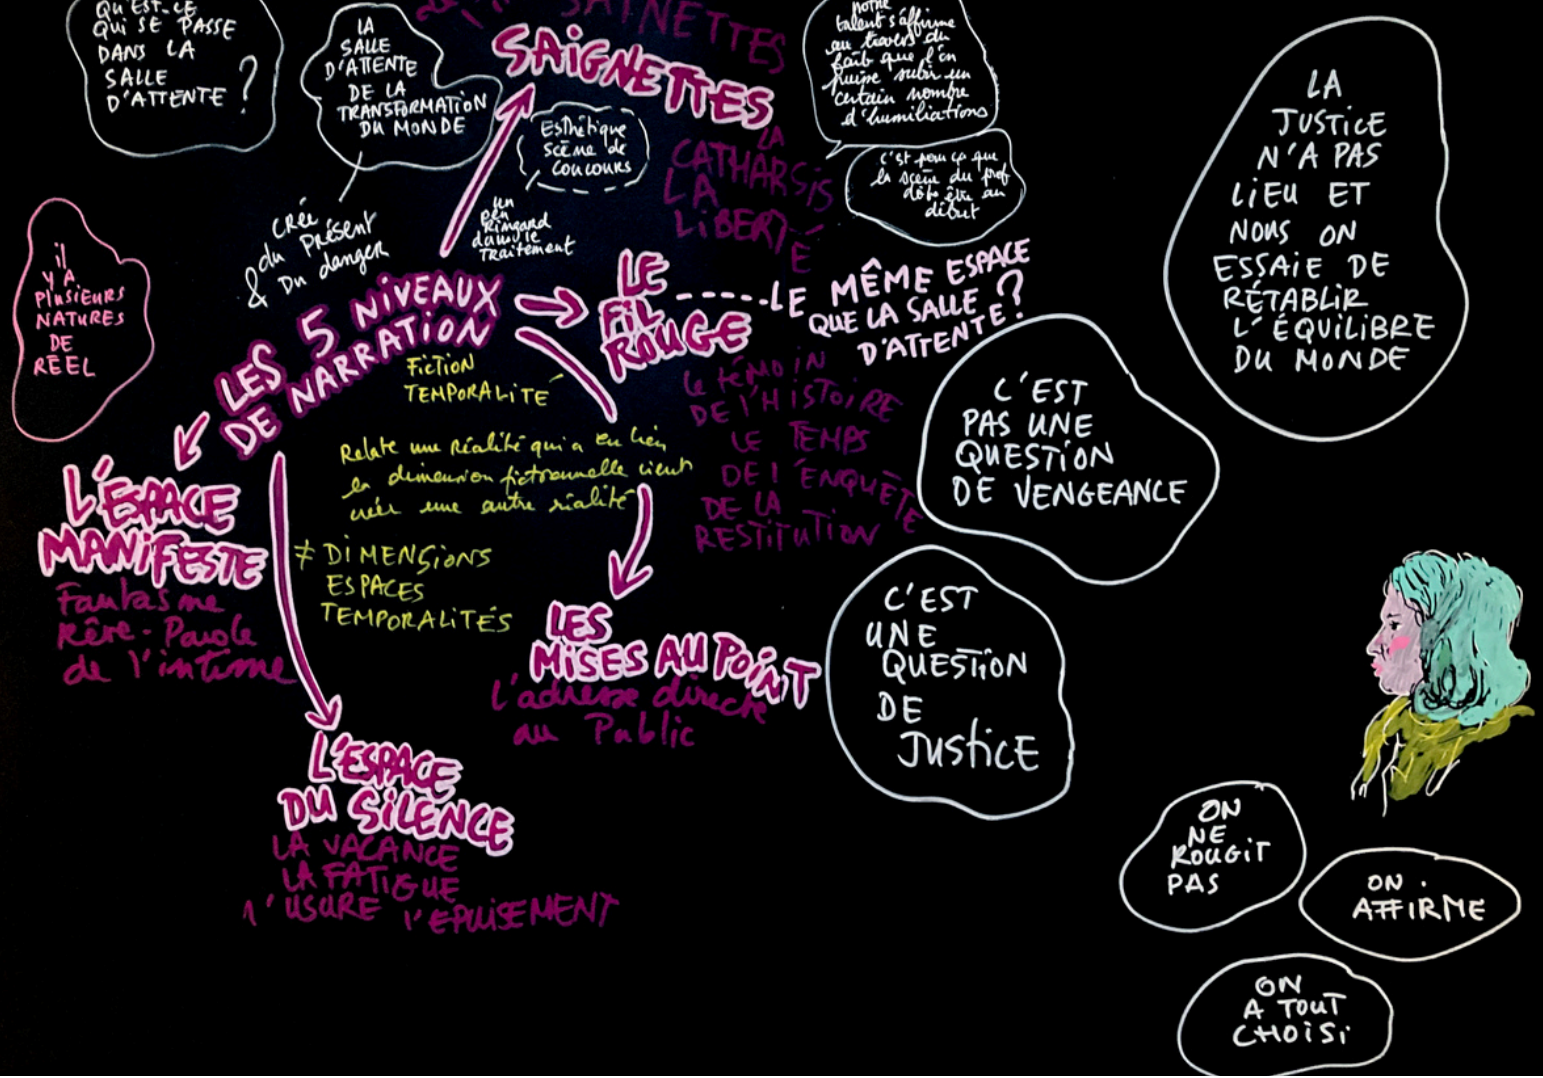 QU'EST-CE
QUI SE PASSE
DANS LA
SALLE
D'ATTENTE ?
LA
SALLE
D'ATTENTE
DE LA
TRANSFORMATION
DU MONDE
crée
du présent
& Du danger
SAYNETTES
SAiGNETTES
Esthétique
scène de
concours
un
peu
Ringard
dans le
Traitement
LA
CATHARSIS
LA
LiBERTÉ
notre
talent s'affirme
au travers du
fait que l'on
puisse subir un
certain nombre
d'humiliations
c'est pour ça que
la scène du prof
doit être au
début
LA
JUSTICE
N'A PAS
LiEU ET
NOUS ON
ESSAiE DE
RÉTABLIR
L'ÉQUILIBRE
DU MONDE
il
y A
PLUSIEURS
NATURES
DE
RÉEL
LES 5 NiVEAUX
DE NARRATiON
LE
FiL
ROUGE
LE MÊME ESPACE
QUE LA SALLE
D'ATTENTE ?
FiCTiON
TEMPORALiTÉ
Relate une Réalité qui a eu lieu
la dimension fictionnelle vient
créer une autre réalité
≠ DiMENSiONS
ESPACES
TEMPORALiTÉS
Le TÉMOiN
DE l'HiSTOiRE
LE TEMPS
DE l'ENQUÊTE
DE LA
RESTiTUTiON
C'EST
PAS UNE
QUESTiON
DE VENGEANCE
L'ESPACE
MANiFESTE
Fantasme
Rêve - Parole
de l'intime
LES
MiSES AU POiNT
L'adresse directe
au Public
C'EST
UNE
QUESTiON
DE
JUSTiCE
L'ESPACE
DU SiLENCE
LA VACANCE
LA FATiGUE
l'USURE l'EPUiSEMENT
ON
NE
ROUGiT
PAS
ON
AFFiRME
ON
A TOUT
CHOiSi